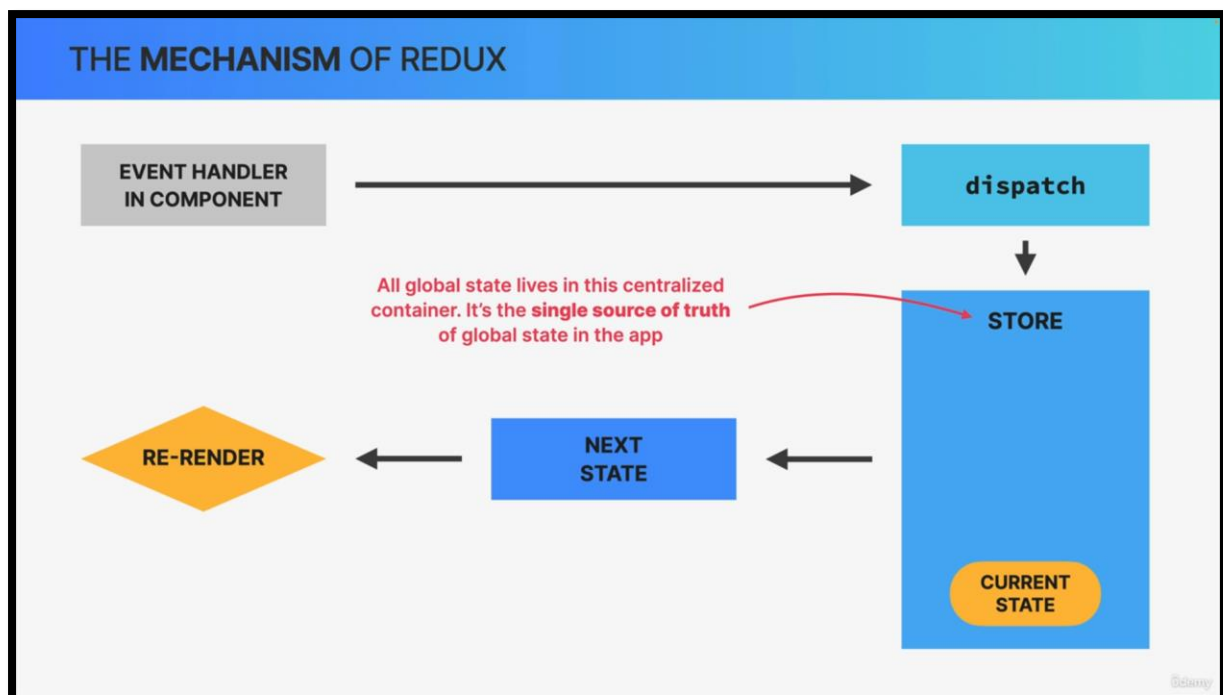 THE MECHANISM OF REDUX
EVENT HANDLER
IN COMPONENT
dispatch
All global state lives in this centralized
container. It's the single source of truth
of global state in the app
STORE
RE-RENDER
NEXT
STATE
CURRENT
STATE
Udemy